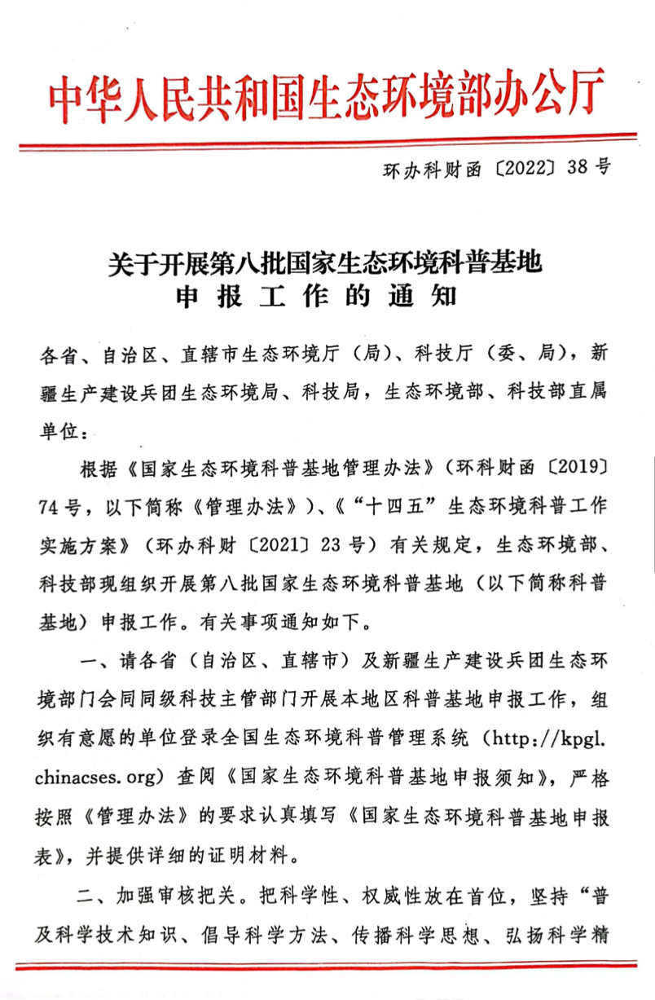 中华人民共和国生态环境部办公厅
环办科财函〔2022〕38 号
关于开展第八批国家生态环境科普基地
申报工作的通知
各省、自治区、直辖市生态环境厅（局）、科技厅（委、局），新
疆生产建设兵团生态环境局、科技局，生态环境部、科技部直属
单位：
根据《国家生态环境科普基地管理办法》（环科财函〔2019〕
74 号，以下简称《管理办法》）、《“十四五”生态环境科普工作
实施方案》（环办科财〔2021〕23 号）有关规定，生态环境部、
科技部现组织开展第八批国家生态环境科普基地（以下简称科普
基地）申报工作。有关事项通知如下。
一、请各省（自治区、直辖市）及新疆生产建设兵团生态环
境部门会同同级科技主管部门开展本地区科普基地申报工作，组
织有意愿的单位登录全国生态环境科普管理系统（http://kpgl.
chinacses.org）查阅《国家生态环境科普基地申报须知》，严格
按照《管理办法》的要求认真填写《国家生态环境科普基地申报
表》，并提供详细的证明材料。
二、加强审核把关。把科学性、权威性放在首位，坚持“普
及科学技术知识、倡导科学方法、传播科学思想、弘扬科学精